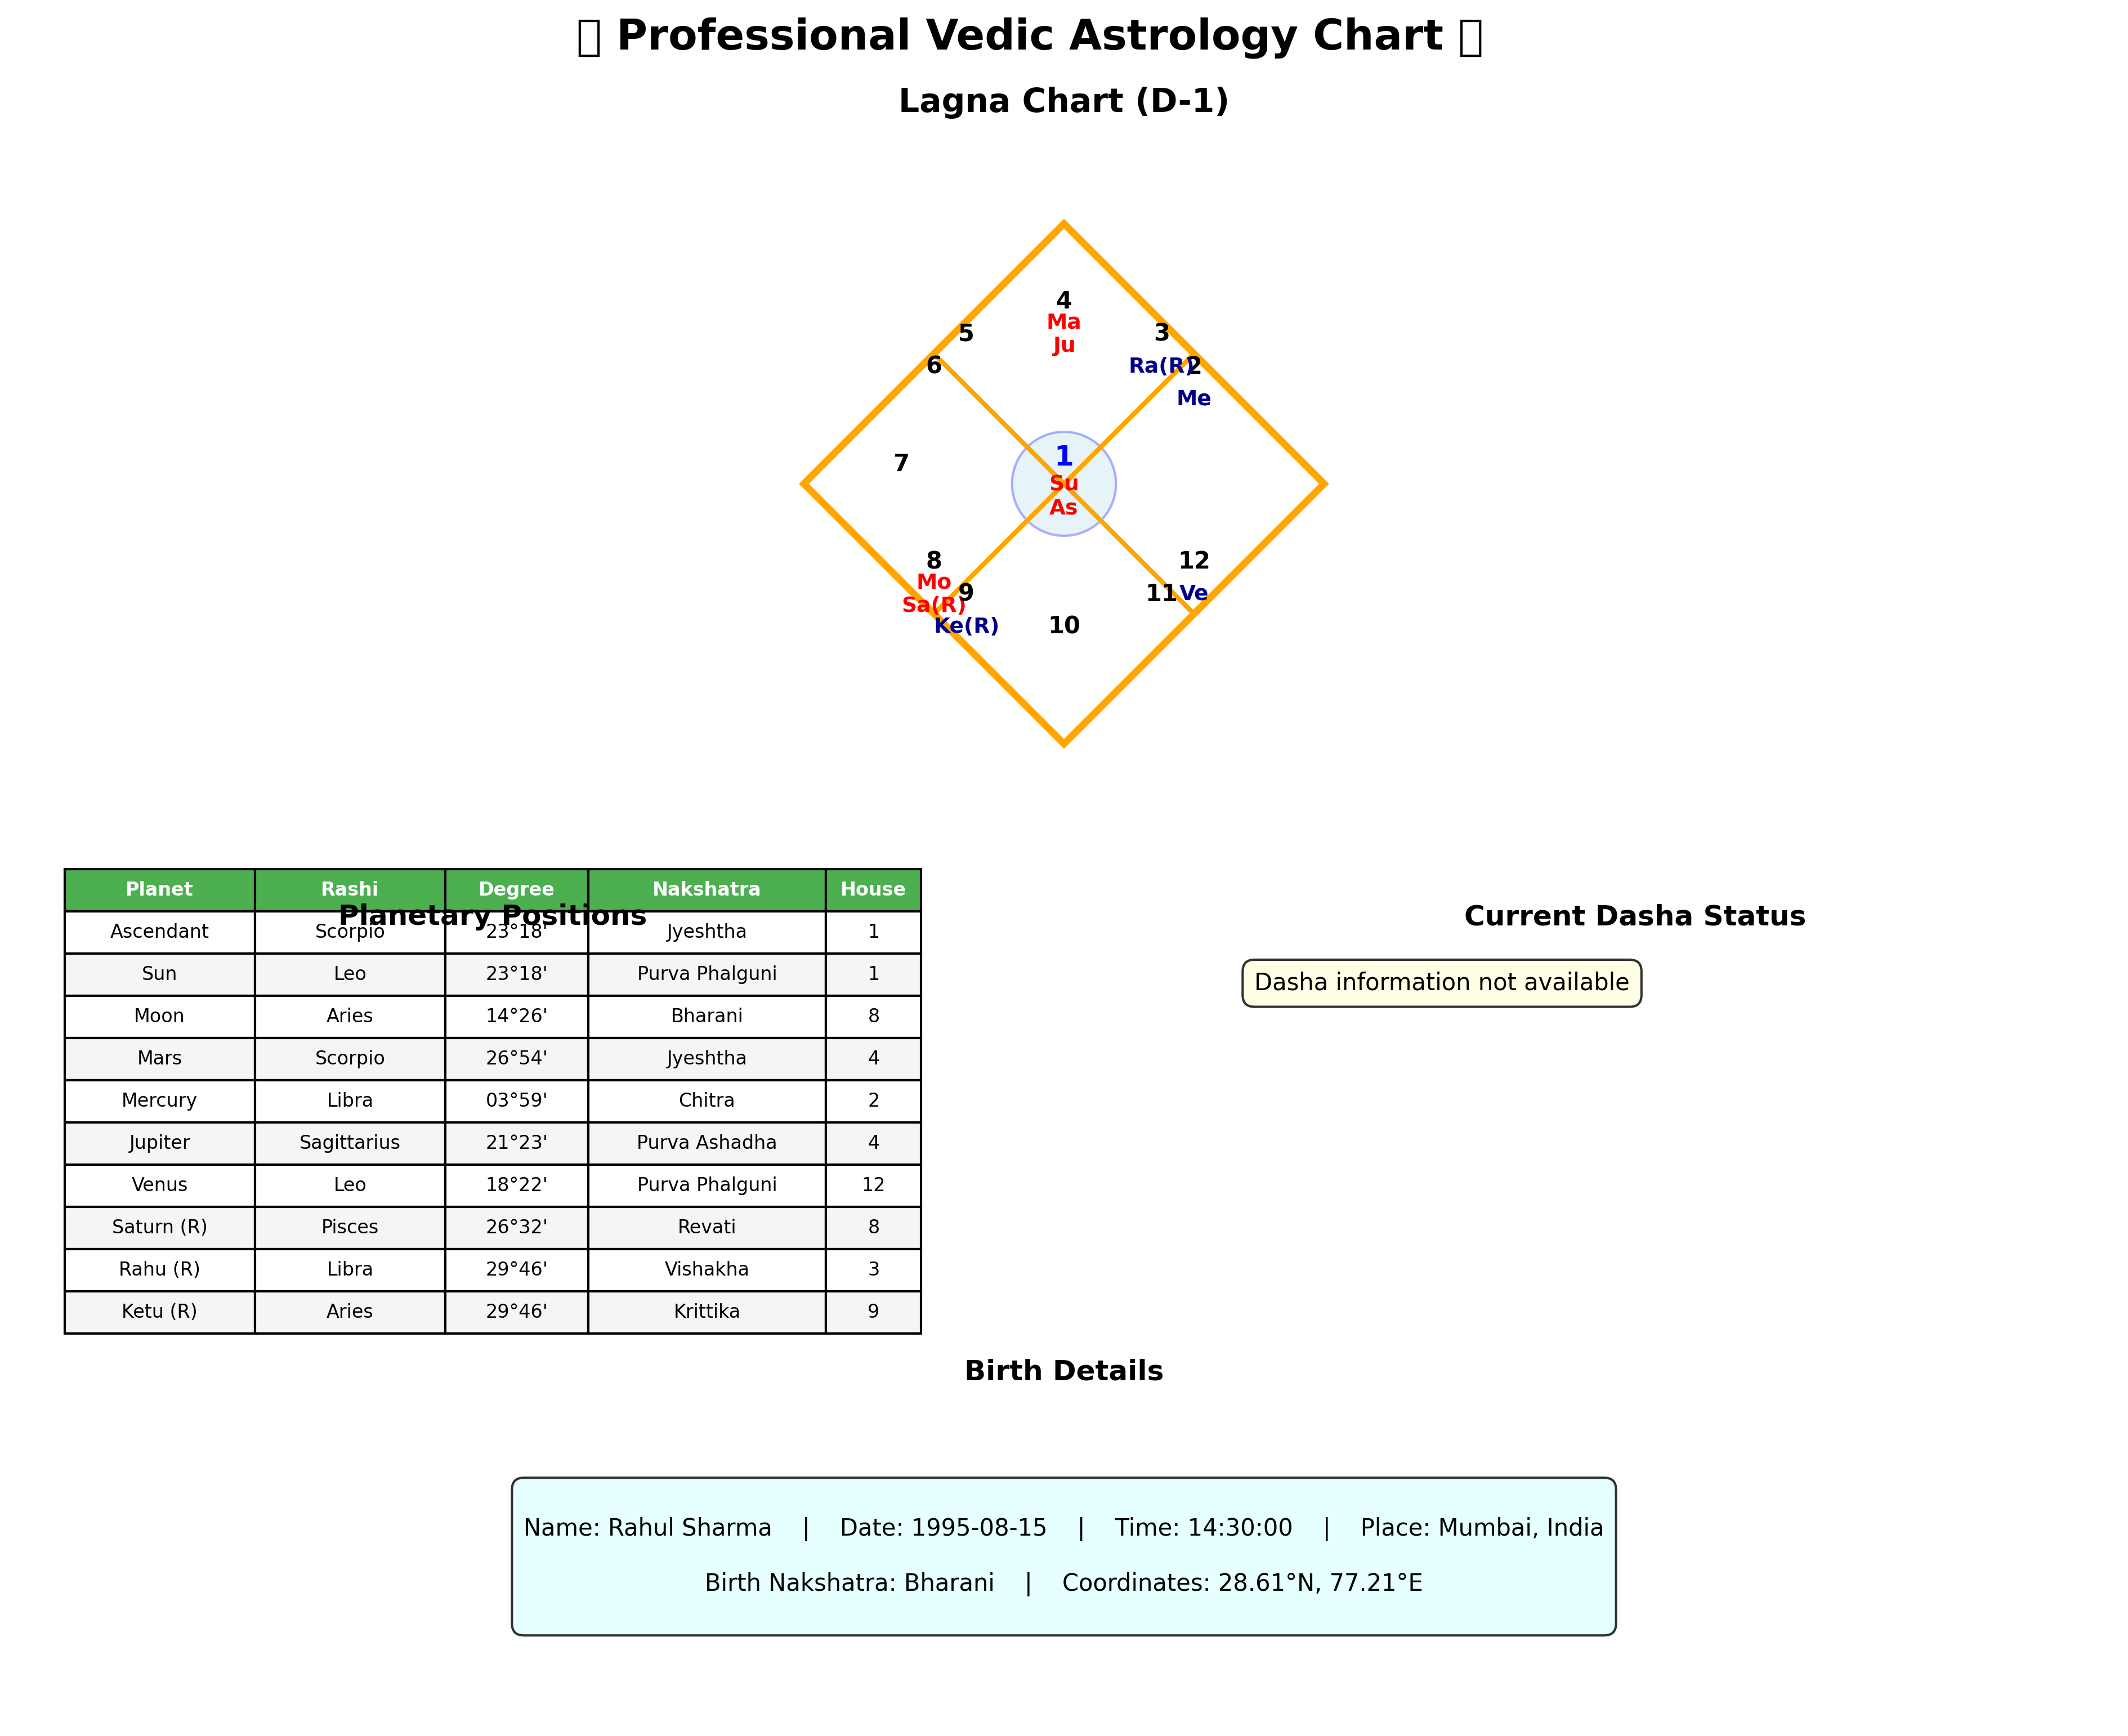 Professional Vedic Astrology Chart
Lagna Chart (D-1)
4
Ma
Ju
5
3
6
Ra(R)
2
Me
7
1
Su
As
8
Mo
Sa(R)
9
Ke(R)
10
12
11
Ve
Planetary Positions
Planet Rashi Degree Nakshatra House
Ascendant Scorpio 23°18' Jyeshtha 1
Sun Leo 23°18' Purva Phalguni 1
Moon Aries 14°26' Bharani 8
Mars Scorpio 26°54' Jyeshtha 4
Mercury Libra 03°59' Chitra 2
Jupiter Sagittarius 21°23' Purva Ashadha 4
Venus Leo 18°22' Purva Phalguni 12
Saturn (R) Pisces 26°32' Revati 8
Rahu (R) Libra 29°46' Vishakha 3
Ketu (R) Aries 29°46' Krittika 9
Current Dasha Status
Dasha information not available
Birth Details
Name: Rahul Sharma | Date: 1995-08-15 | Time: 14:30:00 | Place: Mumbai, India
Birth Nakshatra: Bharani | Coordinates: 28.61°N, 77.21°E